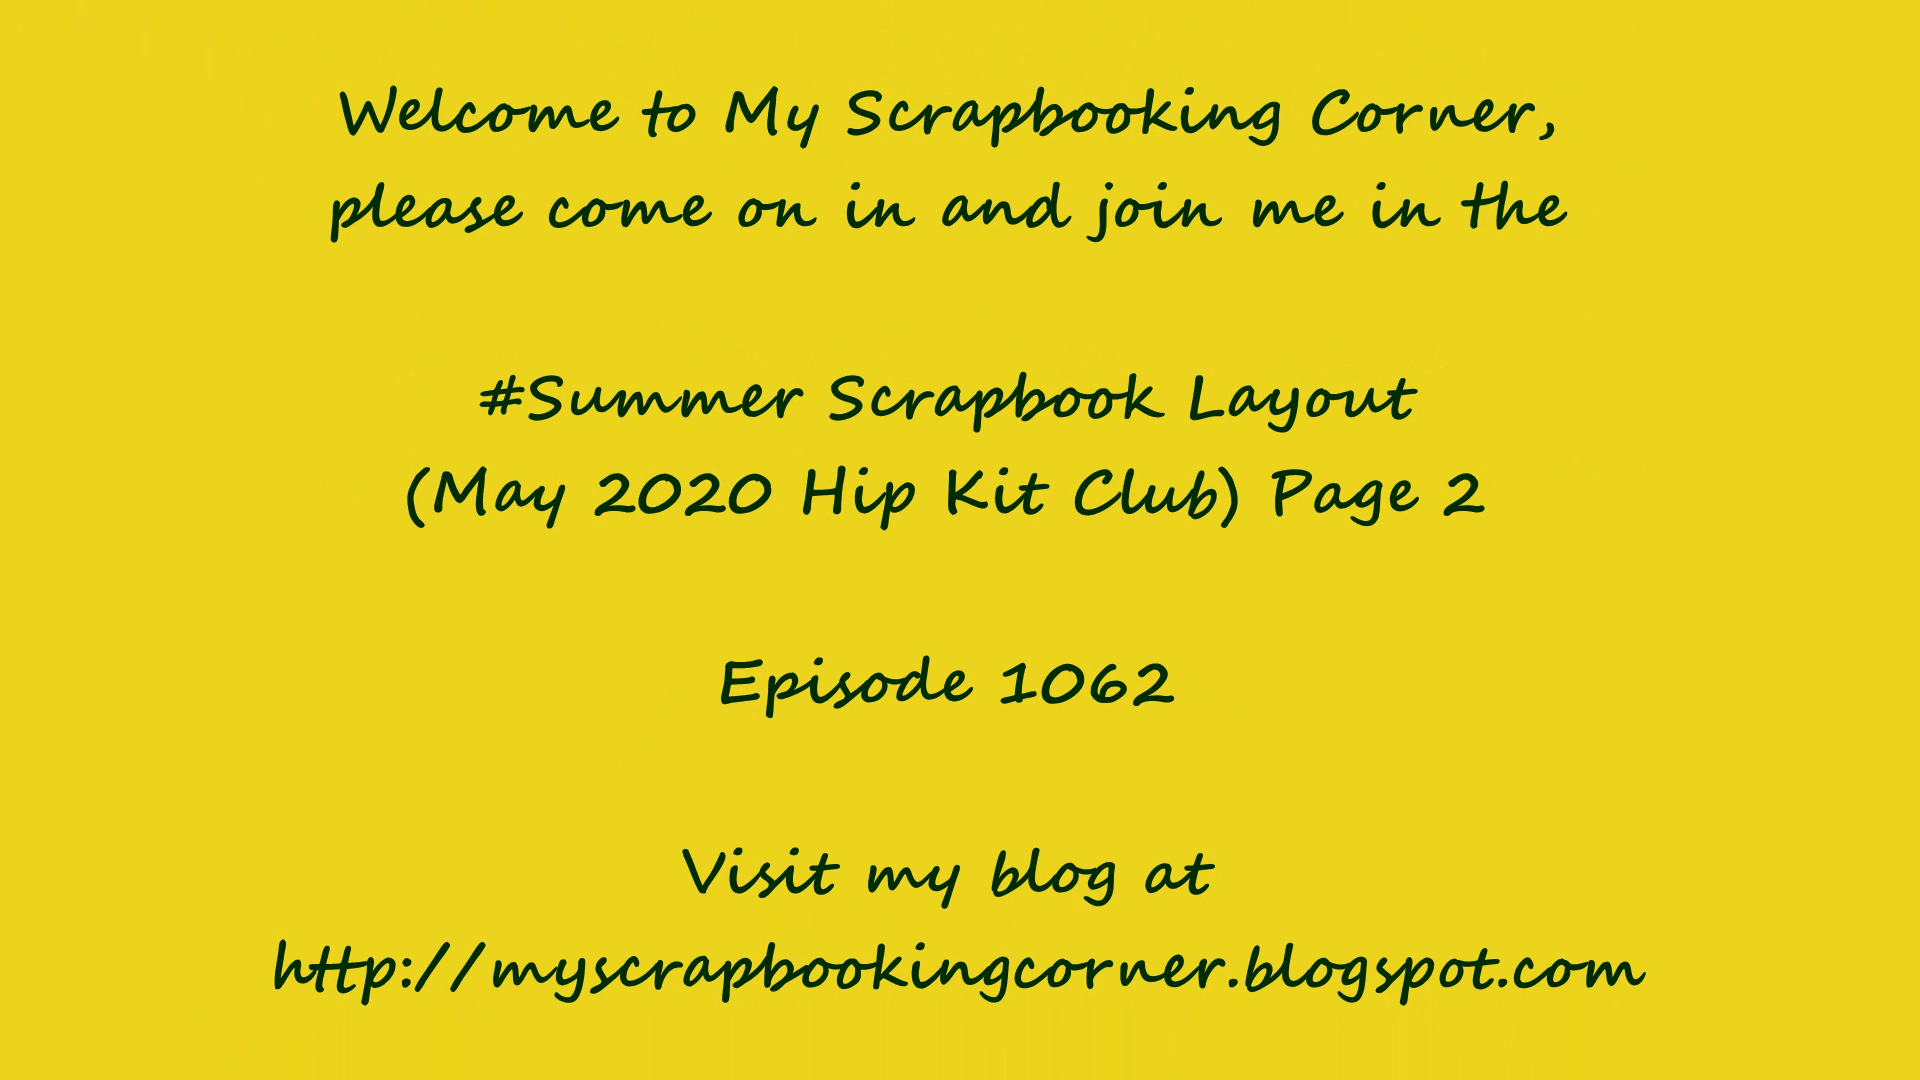 Welcome to My Scrapbooking Corner,
please come on in and join me in the
#Summer Scrapbook Layout
(May 2020 Hip Kit Club) Page 2
Episode 1062
Visit my blog at
http://myscrapbookingcorner.blogspot.com